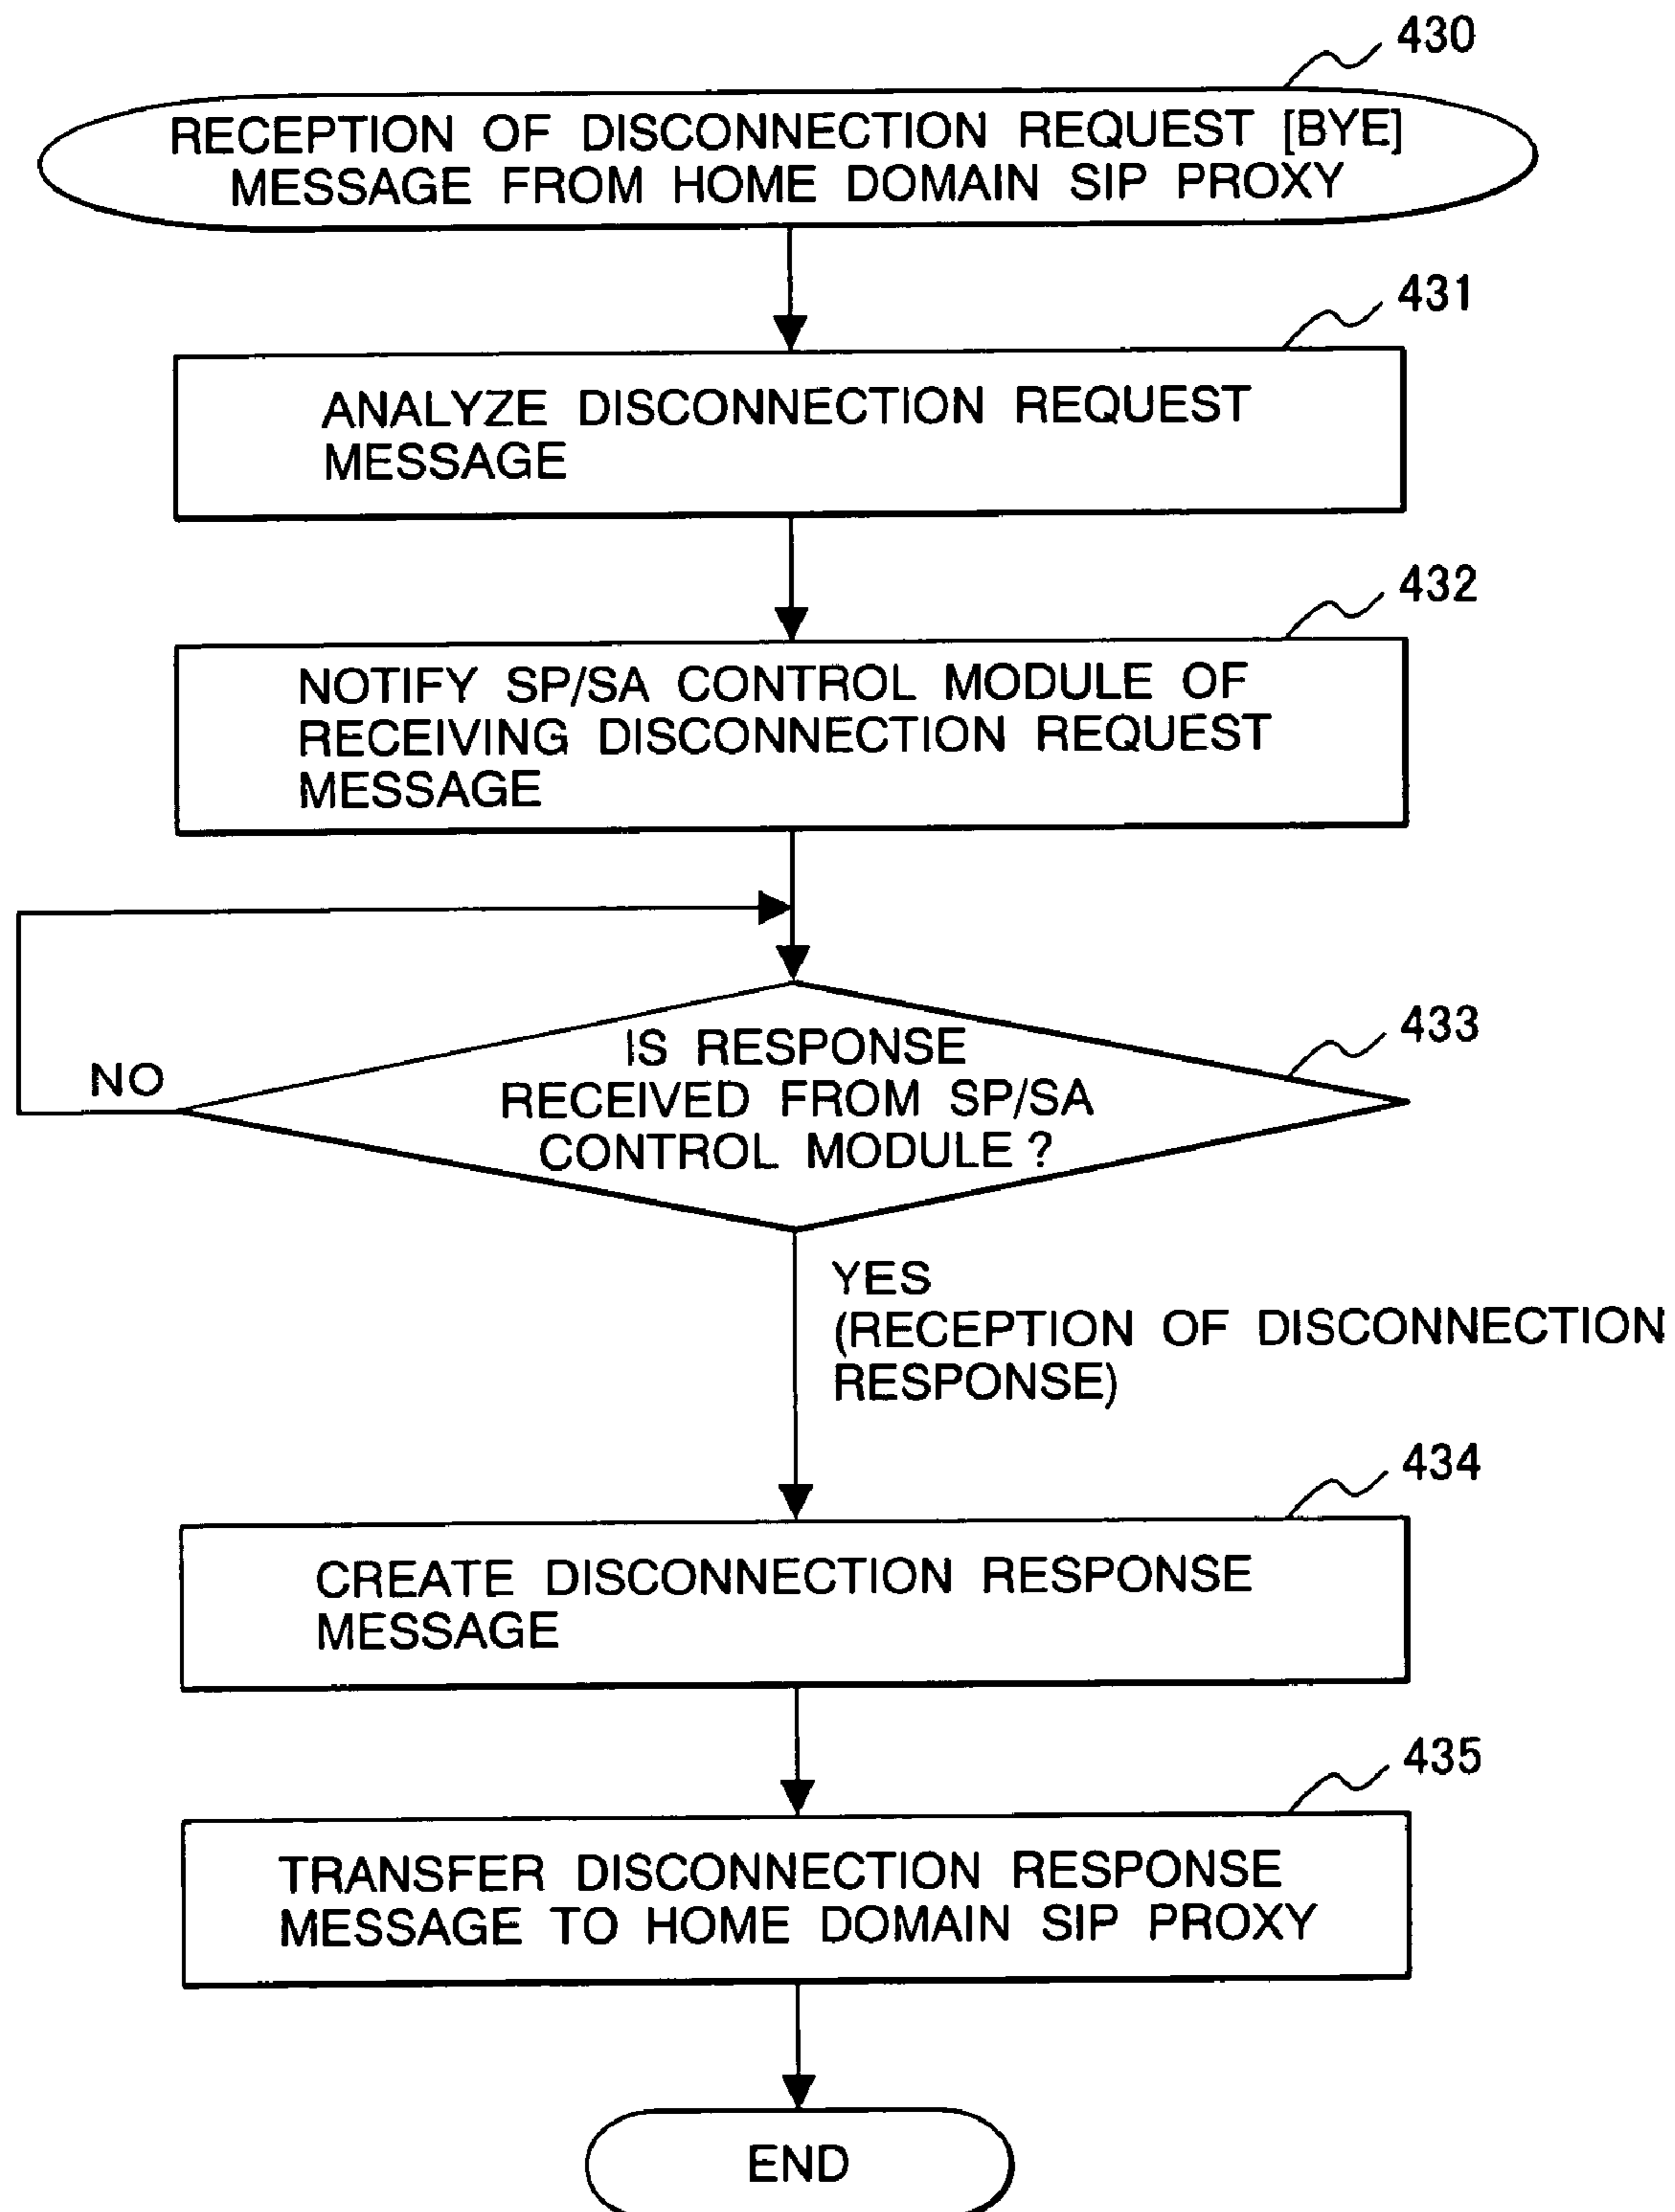 430
RECEPTION OF DISCONNECTION REQUEST [BYE]
MESSAGE FROM HOME DOMAIN SIP PROXY
431
ANALYZE DISCONNECTION REQUEST
MESSAGE
432
NOTIFY SP/SA CONTROL MODULE OF
RECEIVING DISCONNECTION REQUEST
MESSAGE
433
IS RESPONSE
RECEIVED FROM SP/SA
CONTROL MODULE ?
NO
YES
(RECEPTION OF DISCONNECTION
RESPONSE)
434
CREATE DISCONNECTION RESPONSE
MESSAGE
435
TRANSFER DISCONNECTION RESPONSE
MESSAGE TO HOME DOMAIN SIP PROXY
END